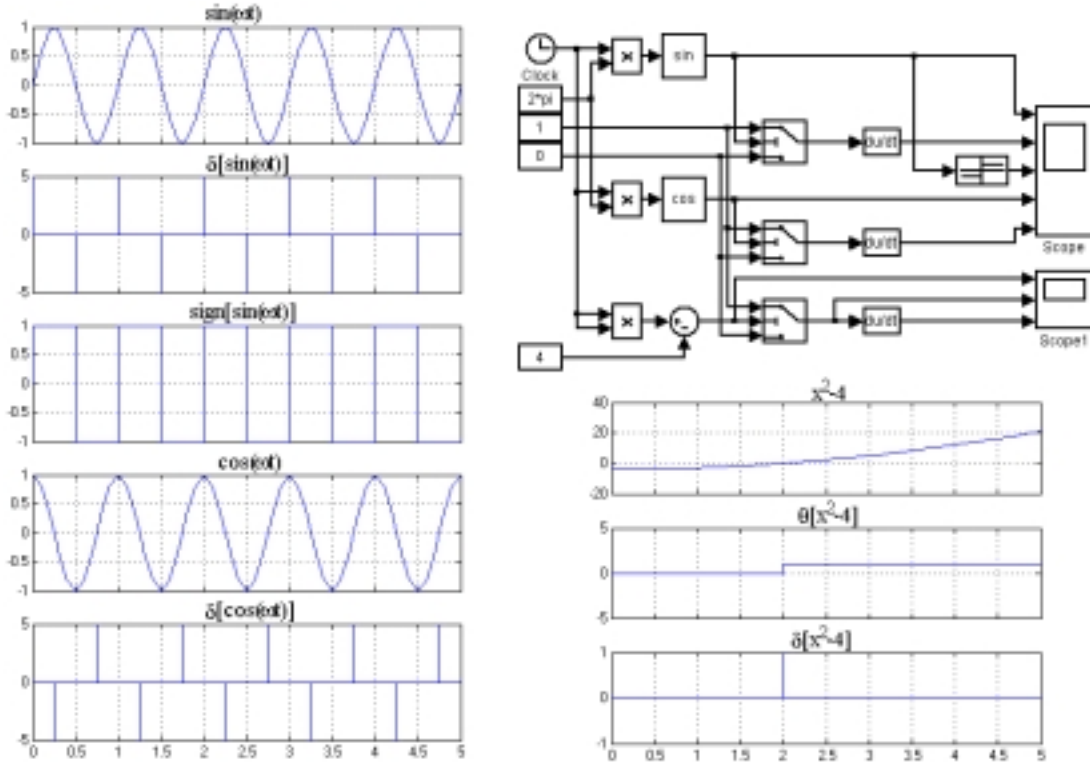 sin(ωt)
1
0.5
0
-0.5
-1
δ[sin(ωt)]
5
0
-5
sign[sin(ωt)]
1
0.5
0
-0.5
-1
cos(ωt)
1
0.5
0
-0.5
-1
δ[cos(ωt)]
5
0
-5
0 0.5 1 1.5 2 2.5 3 3.5 4 4.5 5
Clock
2*pi
1
0
4
×
sin
×
cos
×
+-
du/dt
du/dt
du/dt
Scope
Scope1
x²-4
40
20
0
-20
θ[x²-4]
5
0
-5
δ[x²-4]
1
0
-1
0 0.5 1 1.5 2 2.5 3 3.5 4 4.5 5